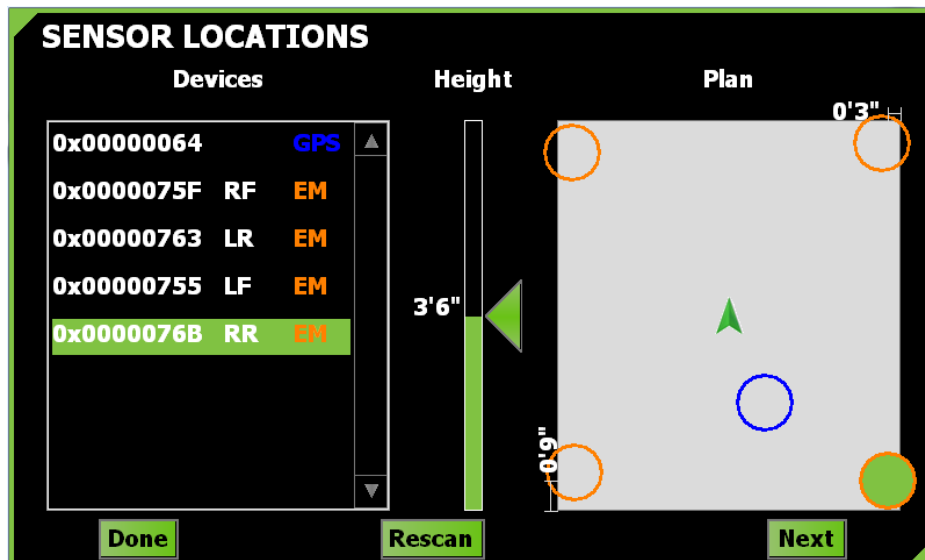 SENSOR LOCATIONS
Devices Height Plan
0'3"
0x00000064 GPS
0x0000075F RF EM
0x00000763 LR EM
0x00000755 LF EM
3'6"
0x0000076B RR EM
0'9"
Done Rescan Next